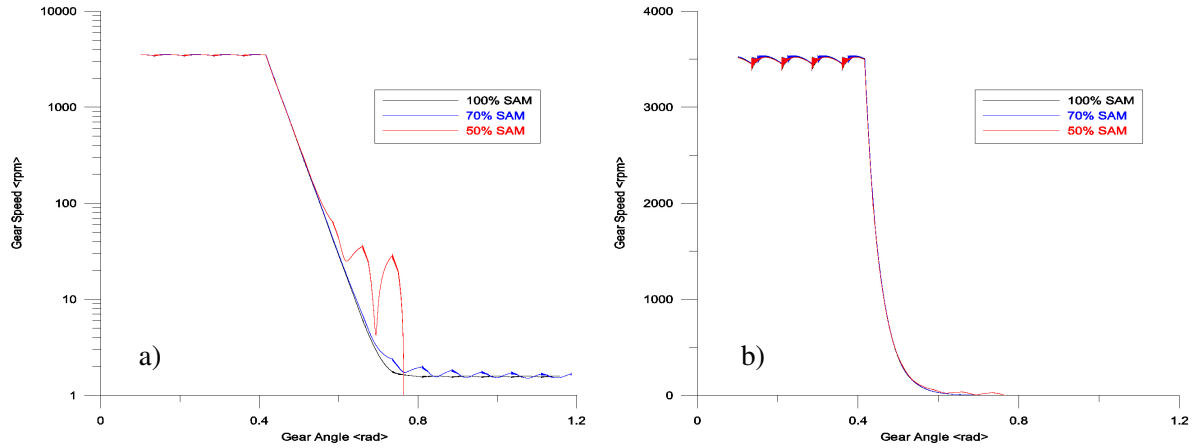 10000
1000
100
10
1
Gear Speed <rpm>
100% SAM
70% SAM
50% SAM
a)
0
0.4
0.8
1.2
Gear Angle <rad>
4000
3000
2000
1000
0
Gear Speed <rpm>
100% SAM
70% SAM
50% SAM
b)
0
0.4
0.8
1.2
Gear Angle <rad>